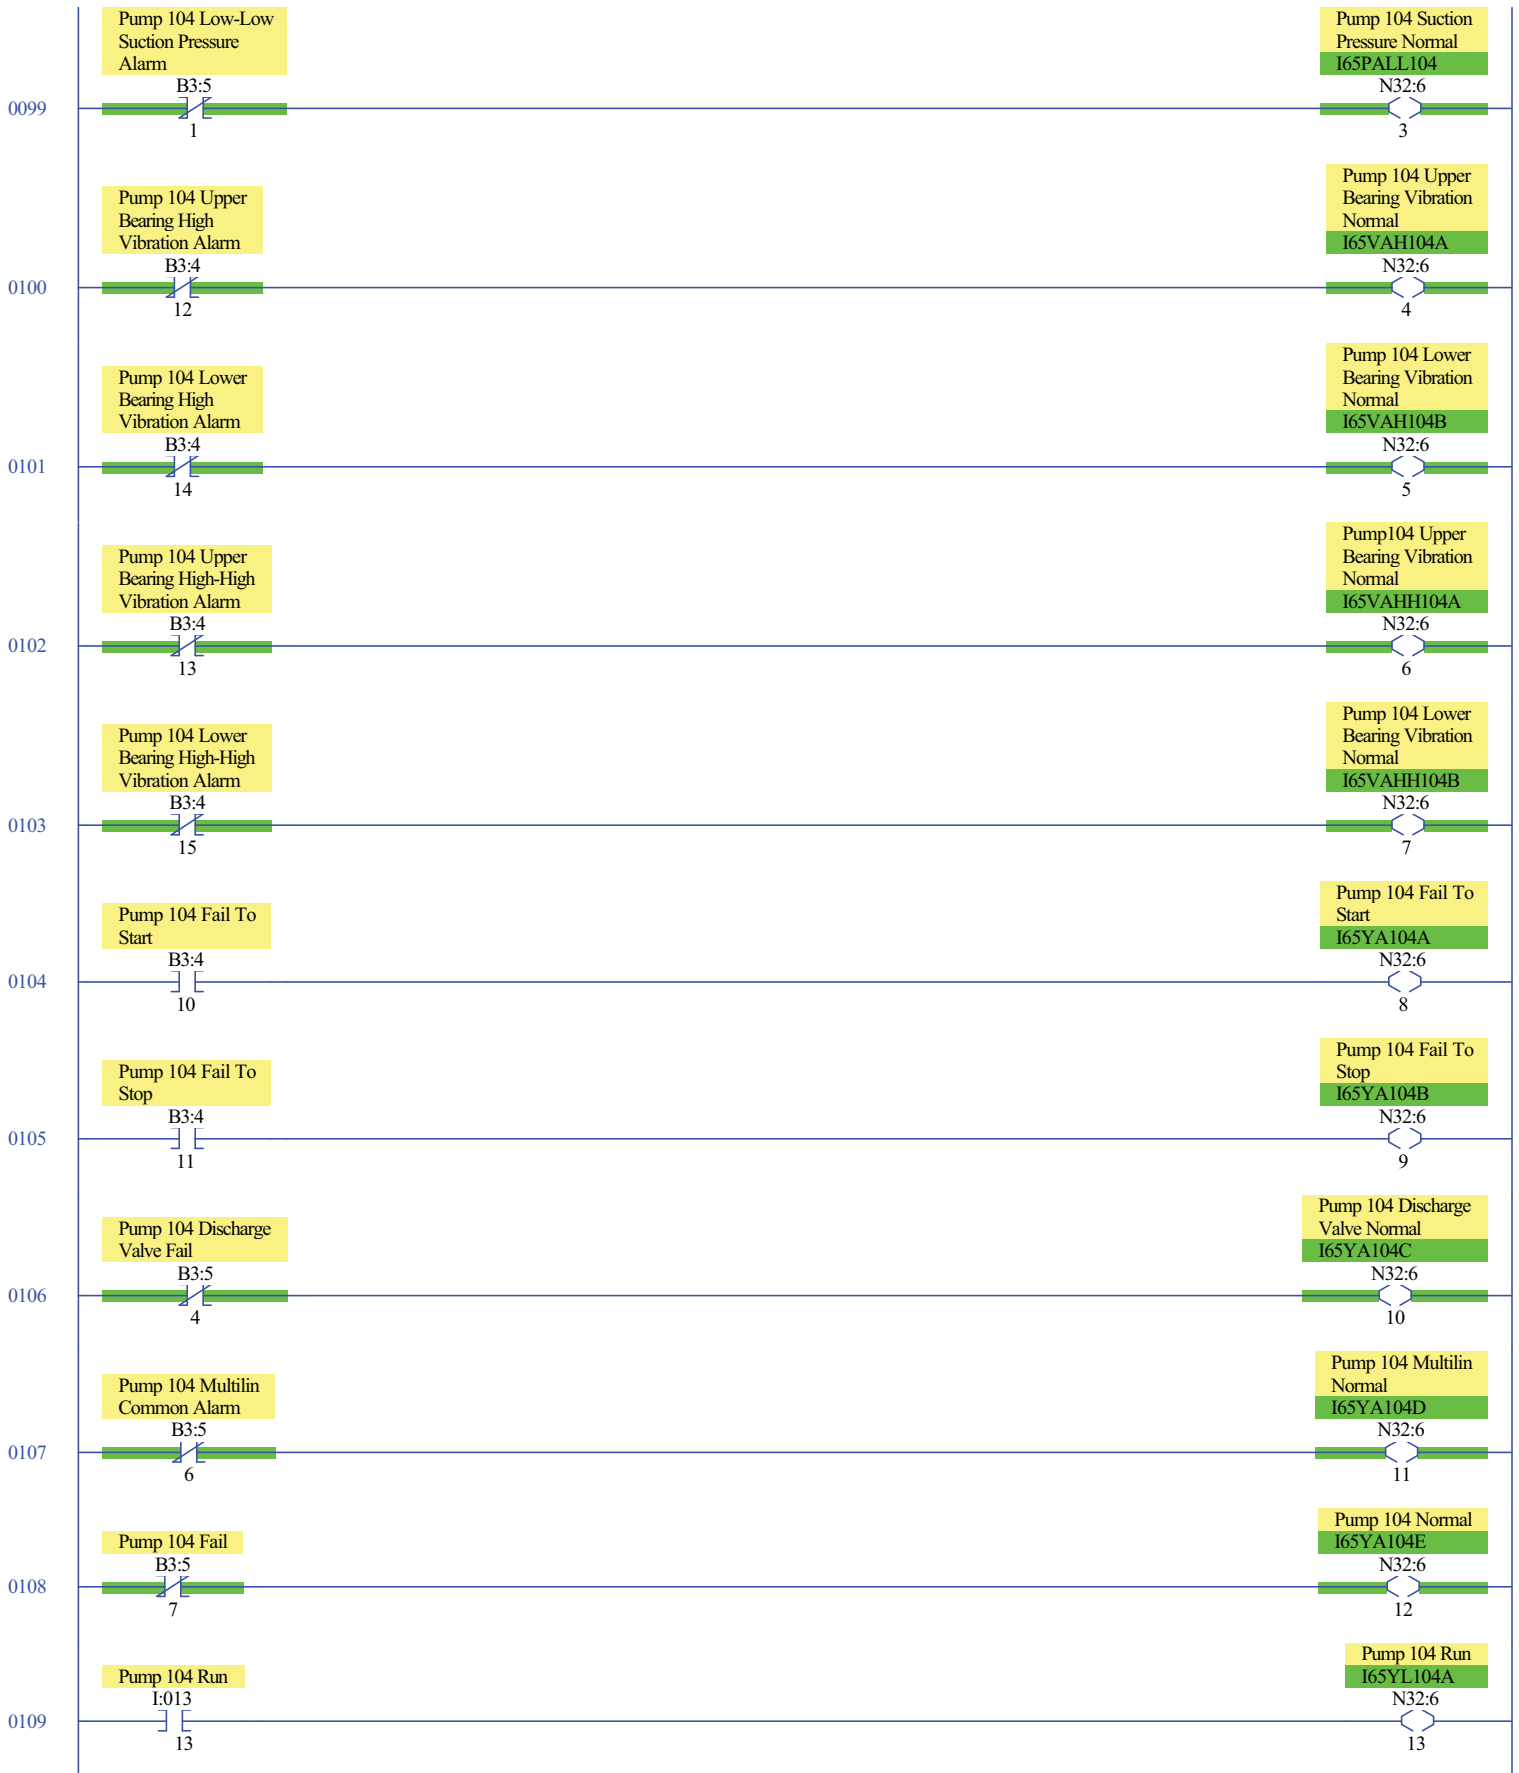 Pump 104 Low-Low
Suction Pressure
Alarm
B3:5
1
Pump 104 Suction
Pressure Normal
I65PALL104
N32:6
3
0099
Pump 104 Upper
Bearing High
Vibration Alarm
B3:4
12
Pump 104 Upper
Bearing Vibration
Normal
I65VAH104A
N32:6
4
0100
Pump 104 Lower
Bearing High
Vibration Alarm
B3:4
14
Pump 104 Lower
Bearing Vibration
Normal
I65VAH104B
N32:6
5
0101
Pump 104 Upper
Bearing High-High
Vibration Alarm
B3:4
13
Pump104 Upper
Bearing Vibration
Normal
I65VAHH104A
N32:6
6
0102
Pump 104 Lower
Bearing High-High
Vibration Alarm
B3:4
15
Pump 104 Lower
Bearing Vibration
Normal
I65VAHH104B
N32:6
7
0103
Pump 104 Fail To
Start
B3:4
10
Pump 104 Fail To
Start
I65YA104A
N32:6
8
0104
Pump 104 Fail To
Stop
B3:4
11
Pump 104 Fail To
Stop
I65YA104B
N32:6
9
0105
Pump 104 Discharge
Valve Fail
B3:5
4
Pump 104 Discharge
Valve Normal
I65YA104C
N32:6
10
0106
Pump 104 Multilin
Common Alarm
B3:5
6
Pump 104 Multilin
Normal
I65YA104D
N32:6
11
0107
Pump 104 Fail
B3:5
7
Pump 104 Normal
I65YA104E
N32:6
12
0108
Pump 104 Run
I:013
13
Pump 104 Run
I65YL104A
N32:6
13
0109